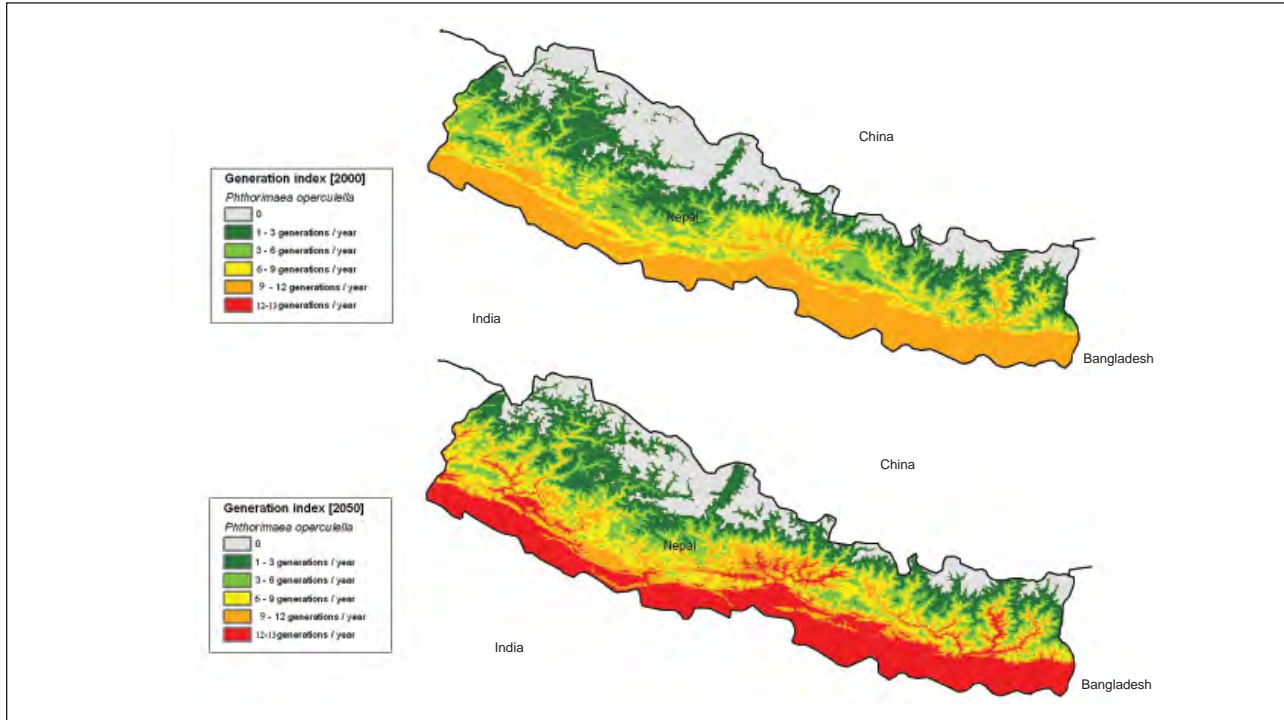 China
Generation index [2000]
Phthorimaea operculella
0
1 - 3 generations / year
3 - 6 generations / year
6 - 9 generations / year
9 - 12 generations / year
12-13 generations / year
Nepal
India
Bangladesh
China
Generation index [2050]
Phthorimaea operculella
0
1 - 3 generations / year
3 - 6 generations / year
6 - 9 generations / year
9 - 12 generations / year
12-13 generations / year
Nepal
India
Bangladesh